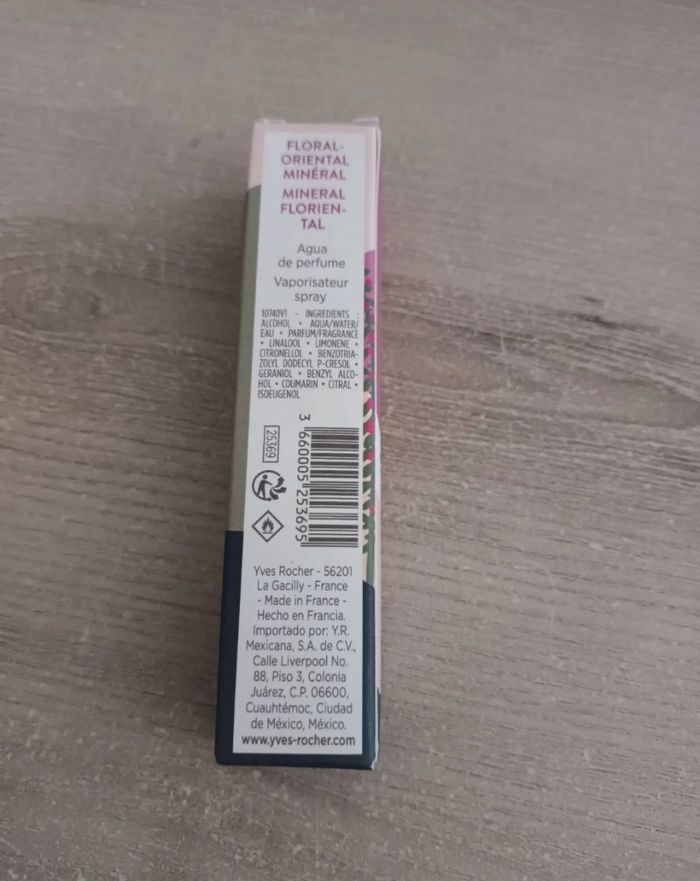 FLORAL-
ORIENTAL
MINÉRAL
MINERAL
FLORIEN-
TAL
Agua
de perfume
Vaporisateur
spray
10740V1 - INGREDIENTS :
ALCOHOL • AQUA/WATER/
EAU • PARFUM/FRAGRANCE
• LINALOOL • LIMONENE •
CITRONELLOL • BENZOTRIA-
ZOLYL DODECYL P-CRESOL •
GERANIOL • BENZYL ALCO-
HOL • COUMARIN • CITRAL •
ISOEUGENOL
25369
3 660005 253695
Yves Rocher - 56201
La Gacilly - France
- Made in France -
Hecho en Francia.
Importado por: Y.R.
Mexicana, S.A. de C.V.,
Calle Liverpool No.
88, Piso 3, Colonia
Juárez, C.P. 06600,
Cuauhtémoc, Ciudad
de México, México.
www.yves-rocher.com